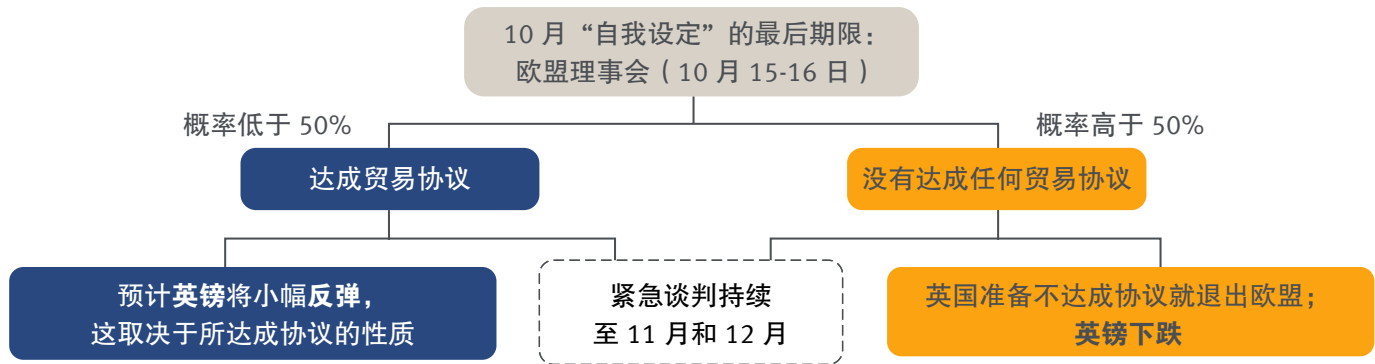 10 月“自我设定”的最后期限：
欧盟理事会（10 月 15-16 日）
概率低于 50%
概率高于 50%
达成贸易协议
没有达成任何贸易协议
预计英镑将小幅反弹，
这取决于所达成协议的性质
紧急谈判持续
至 11 月和 12 月
英国准备不达成协议就退出欧盟；
英镑下跌